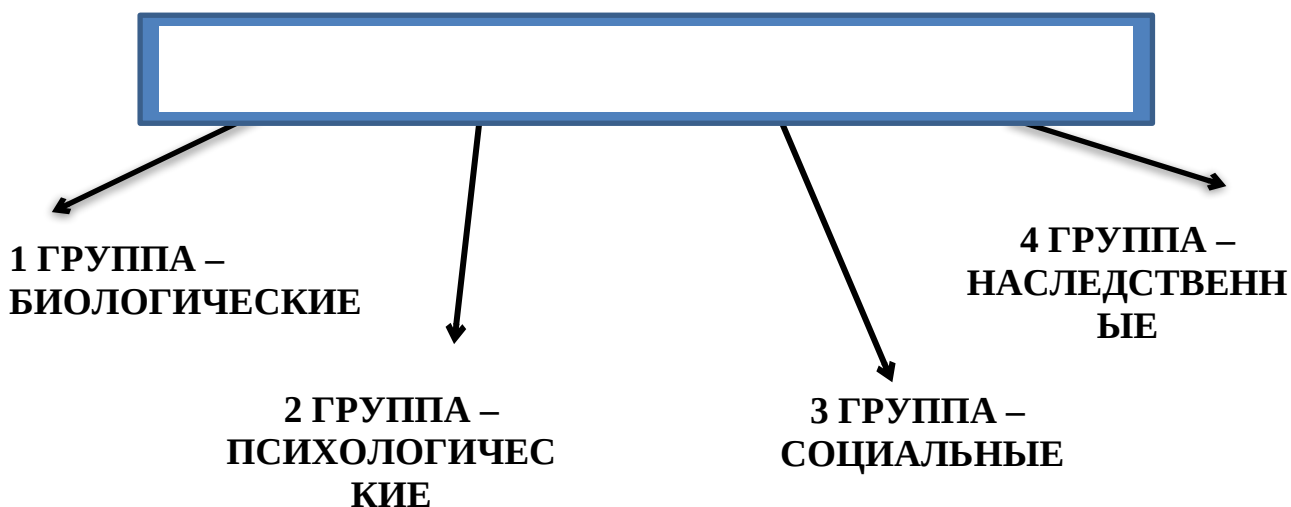 1 ГРУППА –
БИОЛОГИЧЕСКИЕ
2 ГРУППА –
ПСИХОЛОГИЧЕС
КИЕ
3 ГРУППА –
СОЦИАЛЬНЫЕ
4 ГРУППА –
НАСЛЕДСТВЕНН
ЫЕ